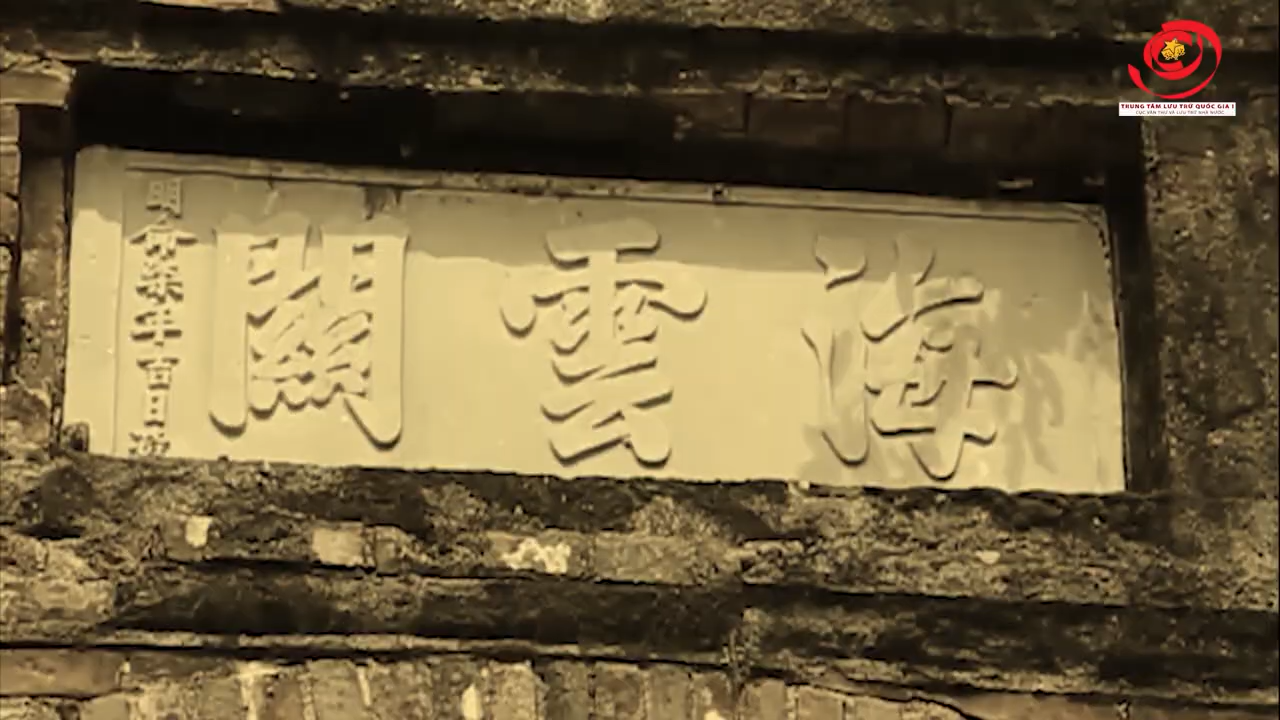 海雲關
明命柒年吉日造
TRUNG TÂM LƯU TRỮ QUỐC GIA I
CỤC VĂN THƯ VÀ LƯU TRỮ NHÀ NƯỚC